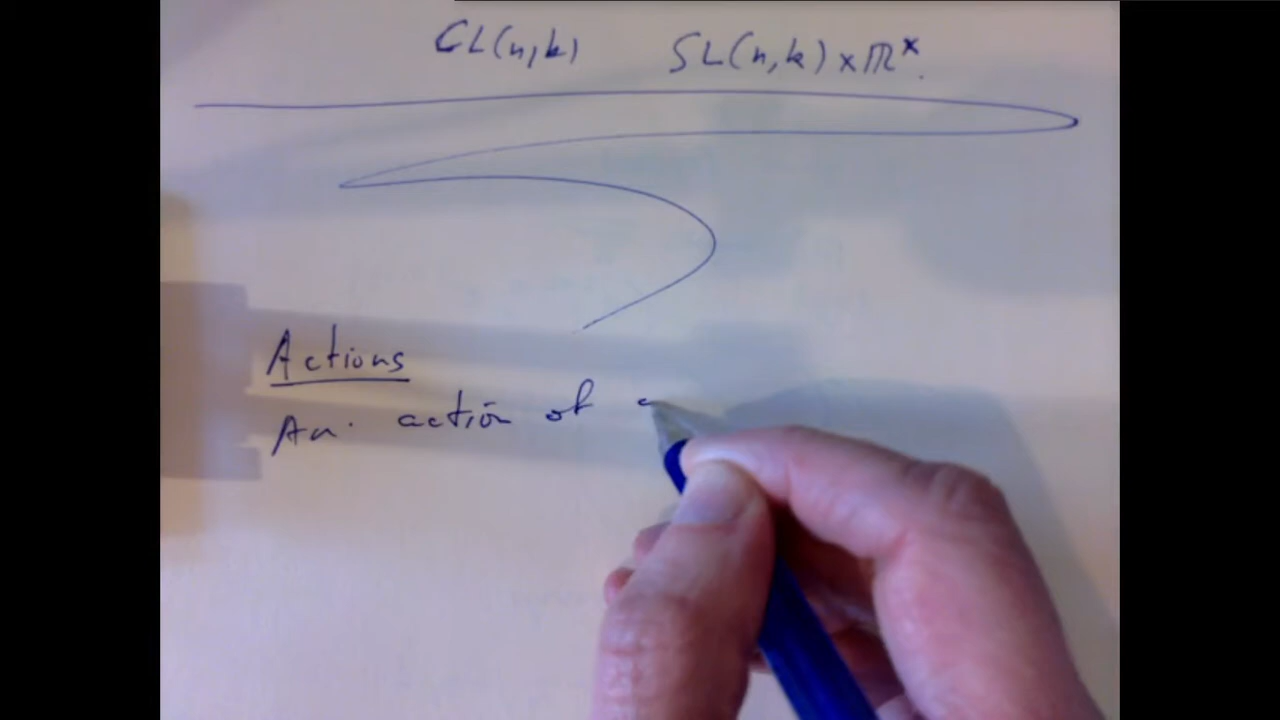 GL(n,k) SL(n,k) × ℝ^x.
Actions
An. action of